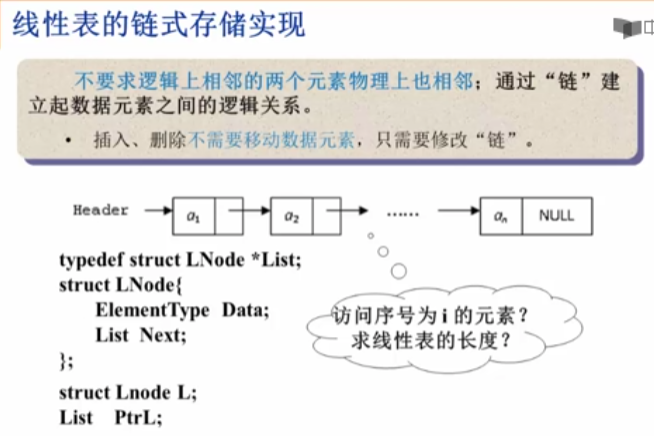 线性表的链式存储实现
不要求逻辑上相邻的两个元素物理上也相邻；通过“链”建
立起数据元素之间的逻辑关系。
• 插入、删除不需要移动数据元素，只需要修改“链”。
Header a1 a2 …… an NULL
typedef struct LNode *List;
struct LNode{
ElementType Data;
List Next;
};
struct Lnode L;
List PtrL;
访问序号为 i 的元素？
求线性表的长度？